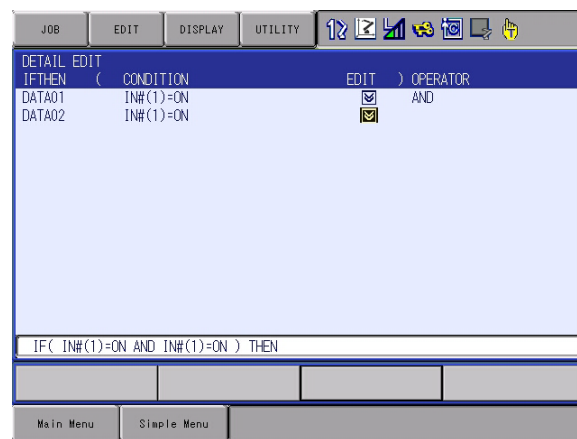 JOB EDIT DISPLAY UTILITY
DETAIL EDIT
IFTHEN ( CONDITION EDIT ) OPERATOR
DATA01 IN#(1)=ON AND
DATA02 IN#(1)=ON
IF( IN#(1)=ON AND IN#(1)=ON ) THEN
Main Menu Simple Menu